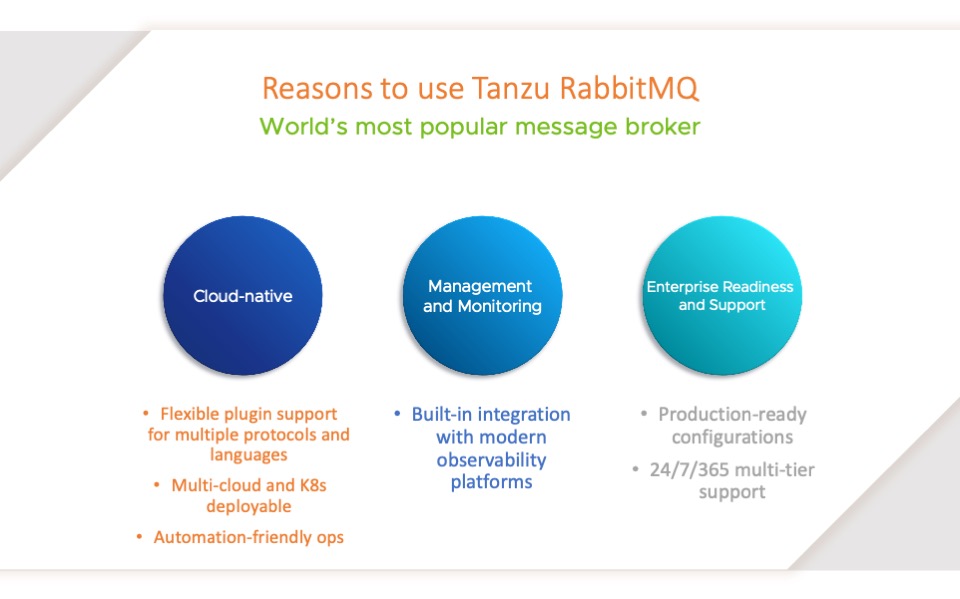 Reasons to use Tanzu RabbitMQ
World's most popular message broker
Cloud-native
Management
and Monitoring
Enterprise Readiness
and Support
• Flexible plugin support
for multiple protocols and
languages
• Multi-cloud and K8s
deployable
• Automation-friendly ops
• Built-in integration
with modern
observability
platforms
• Production-ready
configurations
• 24/7/365 multi-tier
support